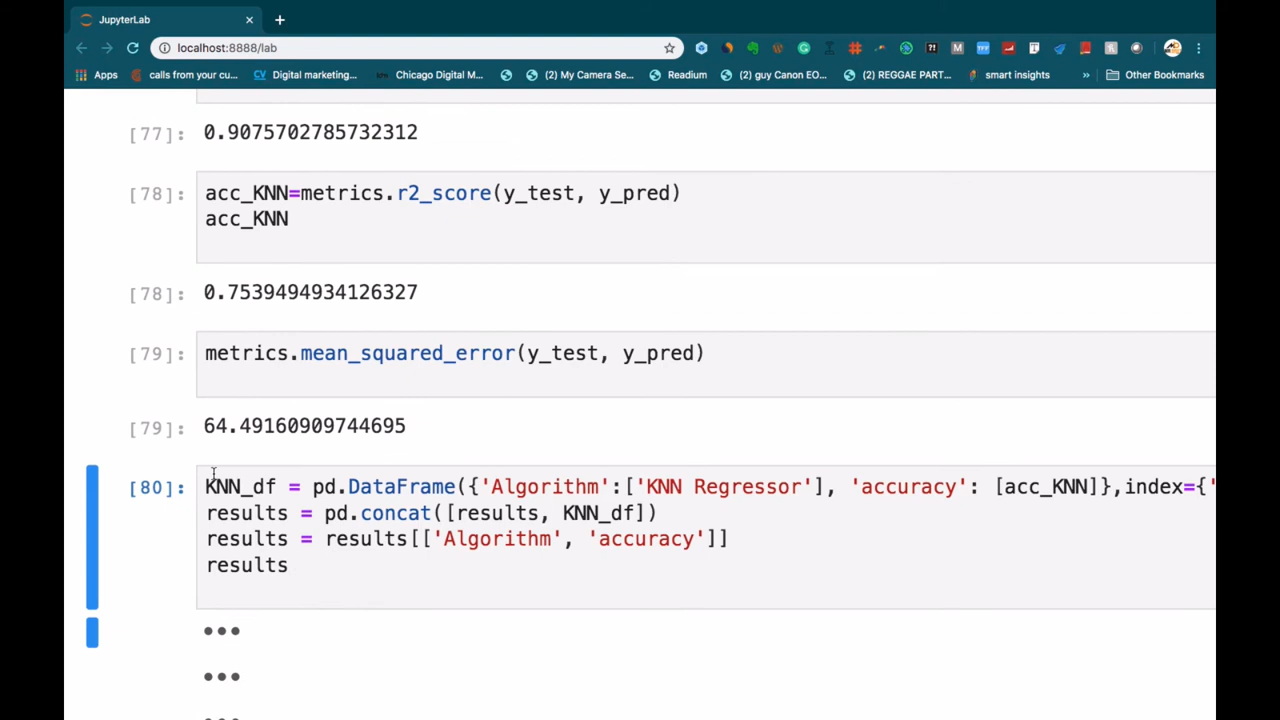 JupyterLab
localhost:8888/lab
Apps calls from your cu... CV Digital marketing... Chicago Digital M... (2) My Camera Se... Readium (2) guy Canon EO... (2) REGGAE PART... smart insights » Other Bookmarks
[77]: 0.9075702785732312
[78]: acc_KNN=metrics.r2_score(y_test, y_pred)
acc_KNN
[78]: 0.7539494934126327
[79]: metrics.mean_squared_error(y_test, y_pred)
[79]: 64.49160909744695
[80]: KNN_df = pd.DataFrame({'Algorithm':['KNN Regressor'], 'accuracy': [acc_KNN]},index={'
results = pd.concat([results, KNN_df])
results = results[['Algorithm', 'accuracy']]
results